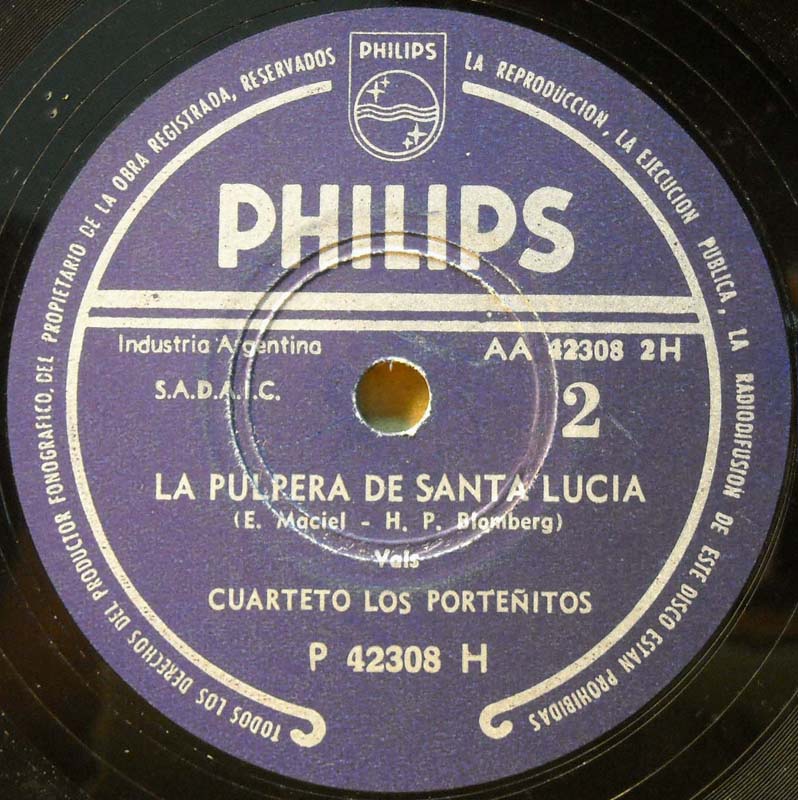 PHILIPS
TODOS LOS DERECHOS DEL PRODUCTOR FONOGRAFICO, DEL PROPIETARIO DE LA OBRA REGISTRADA, RESERVADOS
LA REPRODUCCION, LA EJECUCION PUBLICA, LA RADIODIFUSION DE ESTE DISCO ESTAN PROHIBIDAS
PHILIPS
Industria Argentina
AA 42308 2H
S.A.D.A.I.C.
2
LA PULPERA DE SANTA LUCIA
(E. Maciel - H. P. Blomberg)
Vals
CUARTETO LOS PORTEÑITOS
P 42308 H